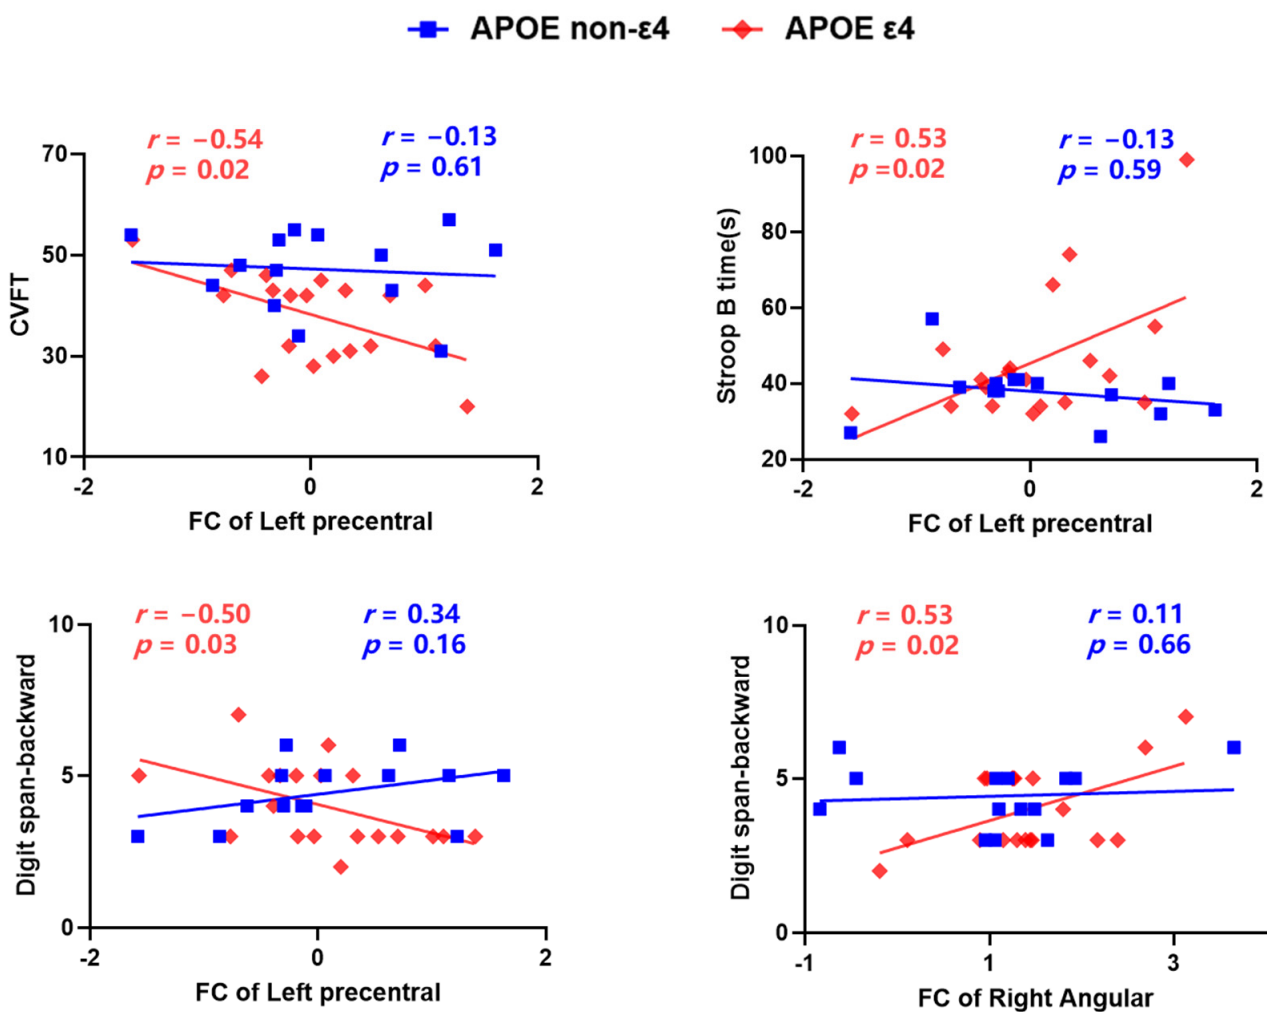 APOE non-ε4 APOE ε4
r = −0.54 r = −0.13
p = 0.02 p = 0.61
70
50
30
10
CVFT
-2 0 2
FC of Left precentral
r = 0.53 r = −0.13
p =0.02 p = 0.59
100
80
60
40
20
Stroop B time(s)
-2 0 2
FC of Left precentral
r = −0.50 r = 0.34
p = 0.03 p = 0.16
10
5
0
Digit span-backward
-2 0 2
FC of Left precentral
r = 0.53 r = 0.11
p = 0.02 p = 0.66
10
5
0
Digit span-backward
-1 1 3
FC of Right Angular